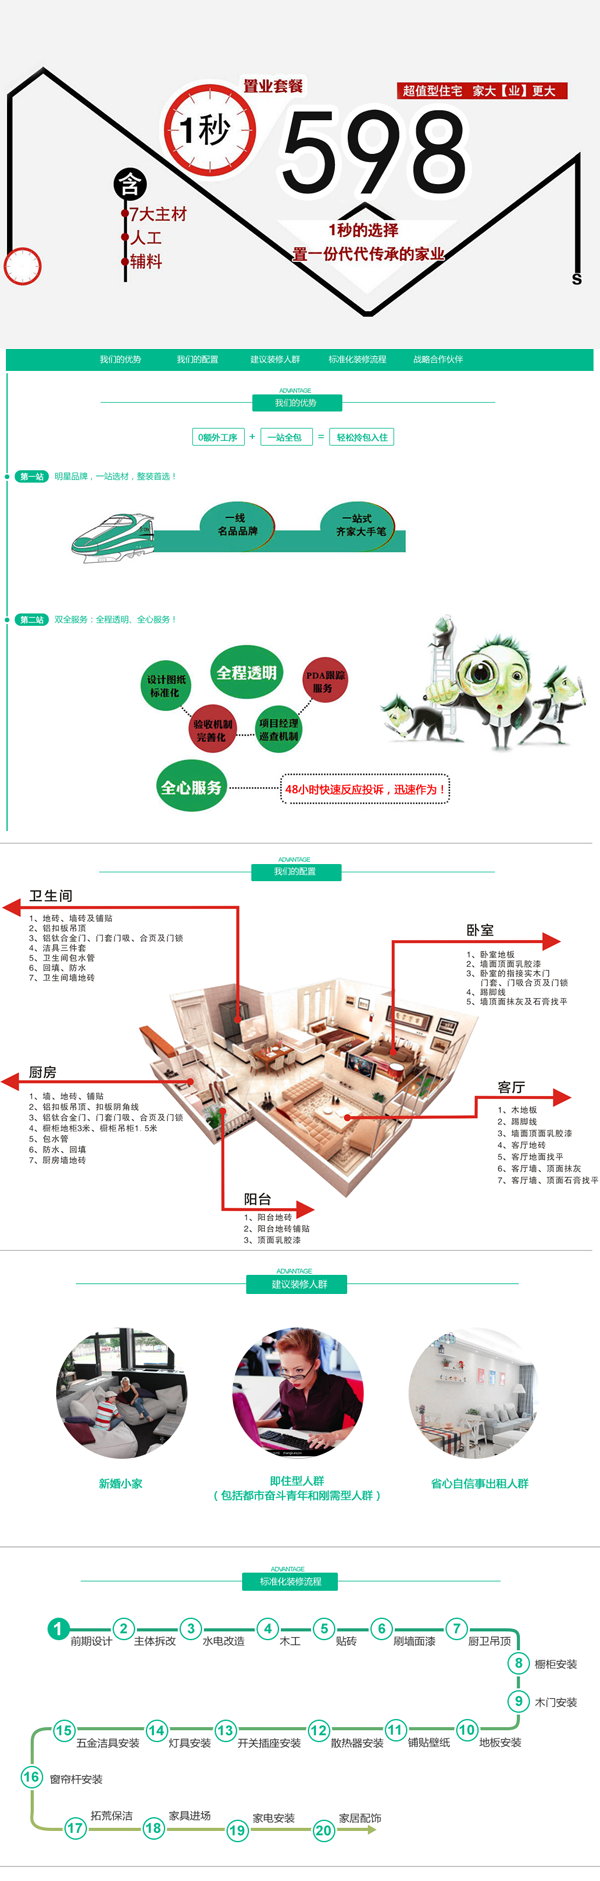 置业套餐
超值型住宅 家大【业】更大
1秒
598
含
7大主材
人工
辅料
1秒的选择
置一份代代传承的家业
S
我们的优势 我们的配置 建议装修人群 标准化装修流程 战略合作伙伴
ADVANTAGE
我们的优势
0额外工序 + 一站全包 = 轻松拎包入住
第一站 明星品牌，一站选材，整装首选！
一线
名品品牌
一站式
齐家大手笔
第二站 双全服务：全程透明、全心服务！
设计图纸
标准化
全程透明
PDA跟踪
服务
验收机制
完善化
项目经理
巡查机制
全心服务
48小时快速反应投诉，迅速作为！
ADVANTAGE
我们的配置
卫生间
1、地砖、墙砖及铺贴
2、铝扣板吊顶
3、铝钛合金门、门套门吸、合页及门锁
4、洁具三件套
5、卫生间包水管
6、回填、防水
7、卫生间墙地砖
卧室
1、卧室地板
2、墙面顶面乳胶漆
3、卧室的指接实木门
门套、门吸合页及门锁
4、踢脚线
5、墙顶面抹灰及石膏找平
厨房
1、墙、地砖、铺贴
2、铝扣板吊顶、扣板阴角线
3、铝钛合金门、门套门吸、合页及门锁
4、橱柜地柜3米、橱柜吊柜1.5米
5、包水管
6、防水、回填
7、厨房墙地砖
客厅
1、木地板
2、踢脚线
3、墙面顶面乳胶漆
4、客厅地砖
5、客厅地面找平
6、客厅墙、顶面抹灰
7、客厅墙、顶面石膏找平
阳台
1、阳台地砖
2、阳台地砖铺贴
3、顶面乳胶漆
ADVANTAGE
建议装修人群
新婚小家
即住型人群
（包括都市奋斗青年和刚需型人群）
省心自信事出租人群
ADVANTAGE
标准化装修流程
1 前期设计
2 主体拆改
3 水电改造
4 木工
5 贴砖
6 刷墙面漆
7 厨卫吊顶
8 橱柜安装
9 木门安装
10 地板安装
11 铺贴壁纸
12 散热器安装
13 开关插座安装
14 灯具安装
15 五金洁具安装
16 窗帘杆安装
17 拓荒保洁
18 家具进场
19 家电安装
20 家居配饰